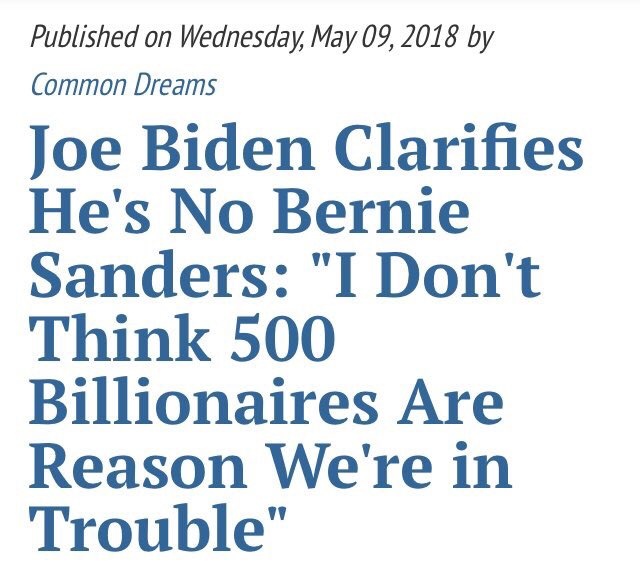 Published on Wednesday, May 09, 2018 by
Common Dreams
Joe Biden Clarifies
He's No Bernie
Sanders: "I Don't
Think 500
Billionaires Are
Reason We're in
Trouble"